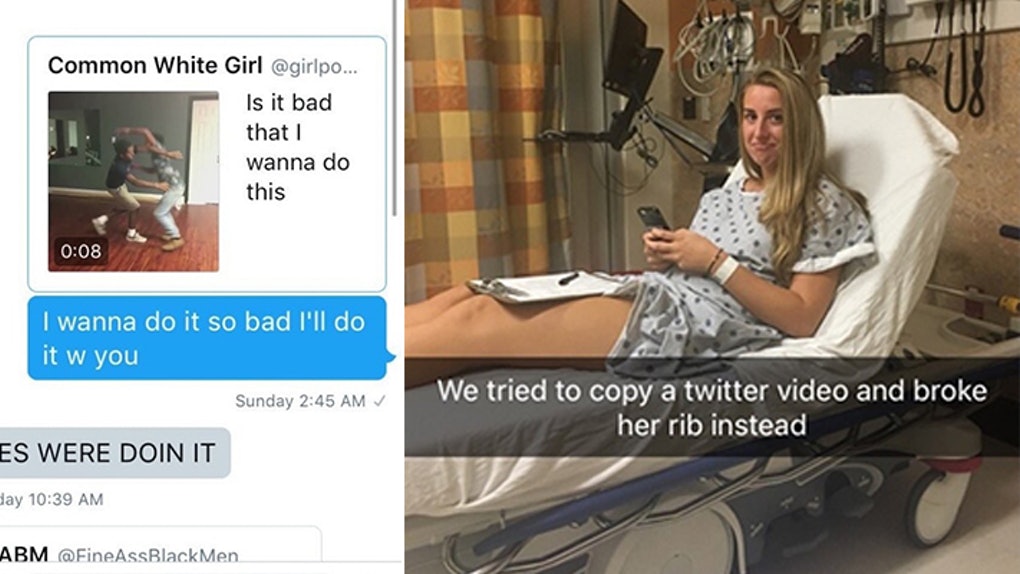 Common White Girl @girlpo...
Is it bad
that I
wanna do
this
0:08
I wanna do it so bad I'll do
it w you
Sunday 2:45 AM ✓
ES WERE DOIN IT
day 10:39 AM
ABM @FineAssBlackMen
We tried to copy a twitter video and broke
her rib instead